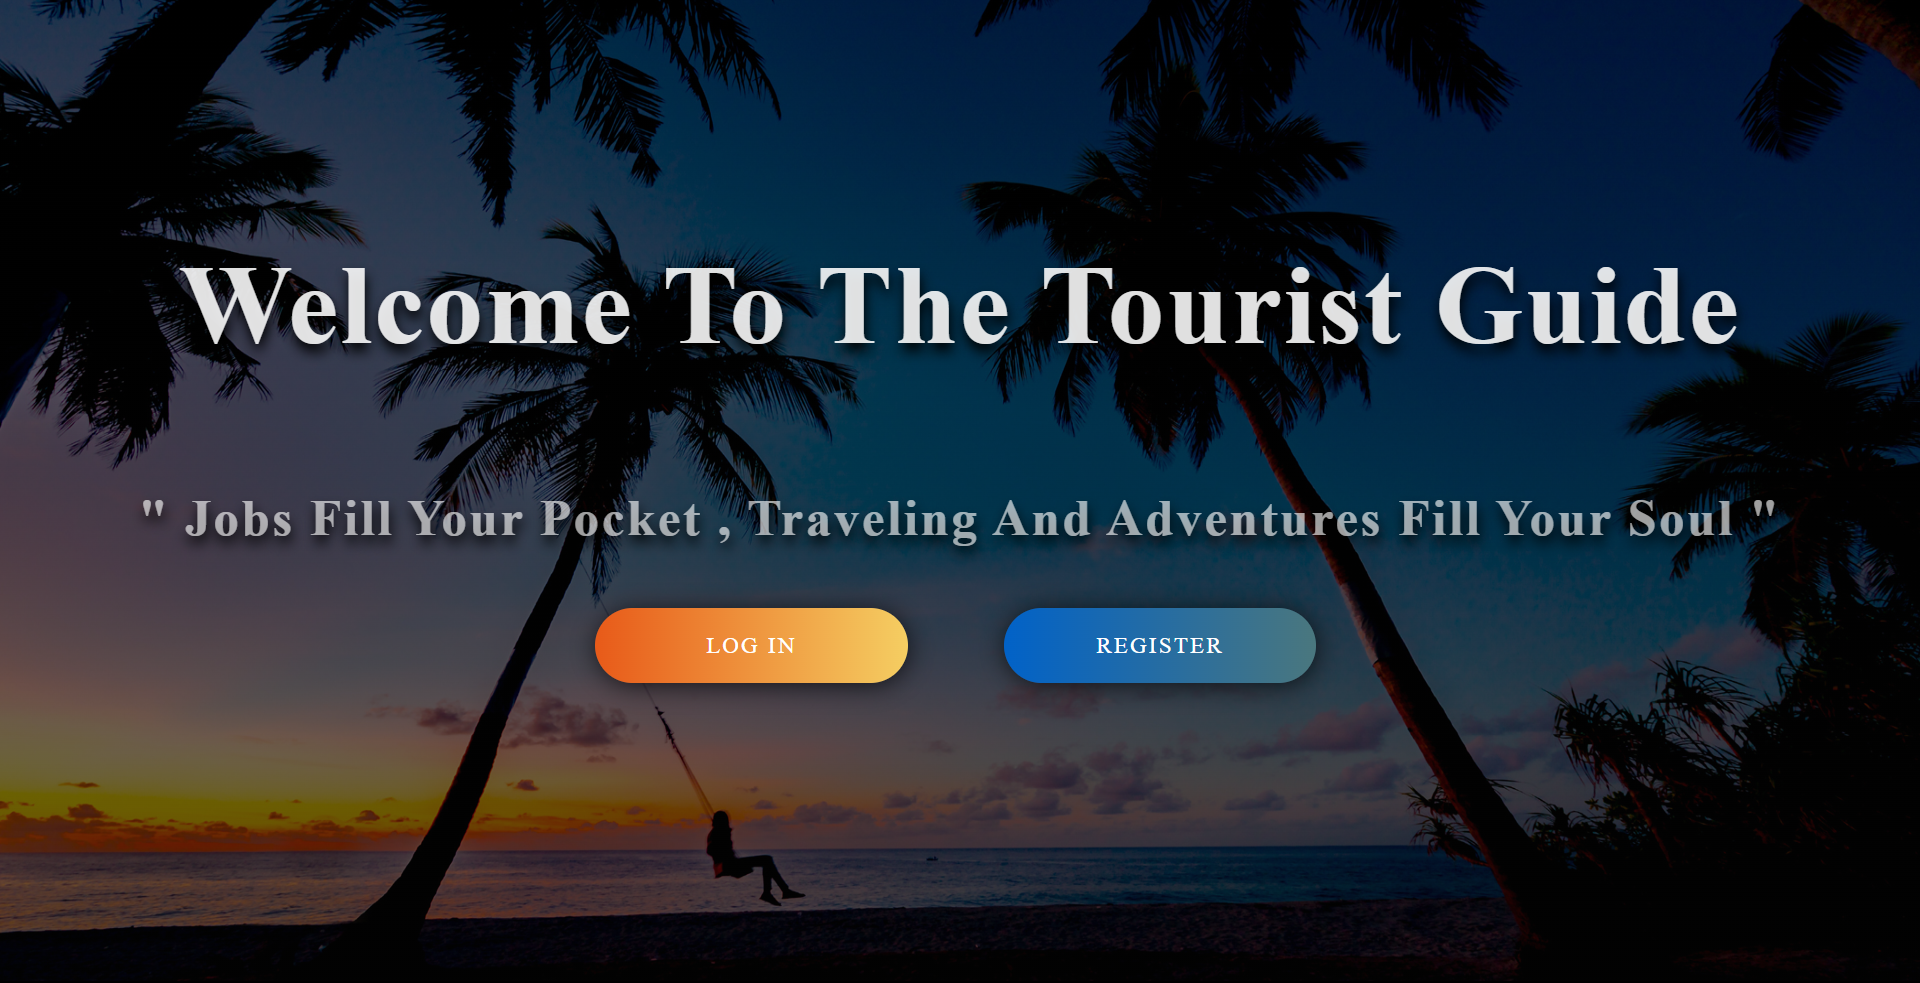 Welcome To The Tourist Guide
" Jobs Fill Your Pocket , Traveling And Adventures Fill Your Soul "
LOG IN
REGISTER